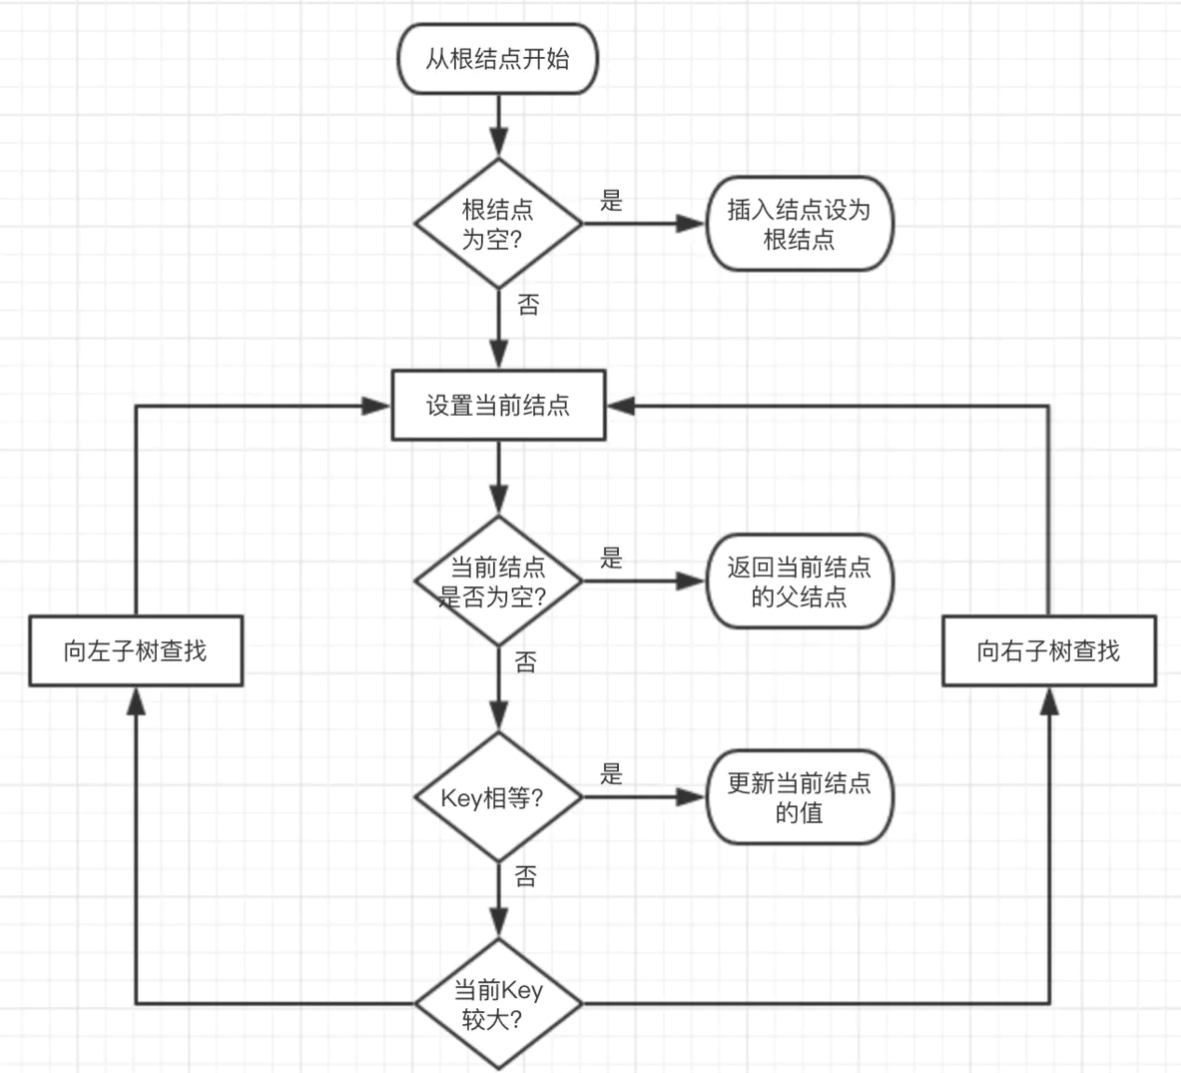 从根结点开始
根结点
为空?
是
插入结点设为
根结点
否
设置当前结点
当前结点
是否为空?
是
返回当前结点
的父结点
否
向左子树查找
向右子树查找
Key相等?
是
更新当前结点
的值
否
当前Key
较大?